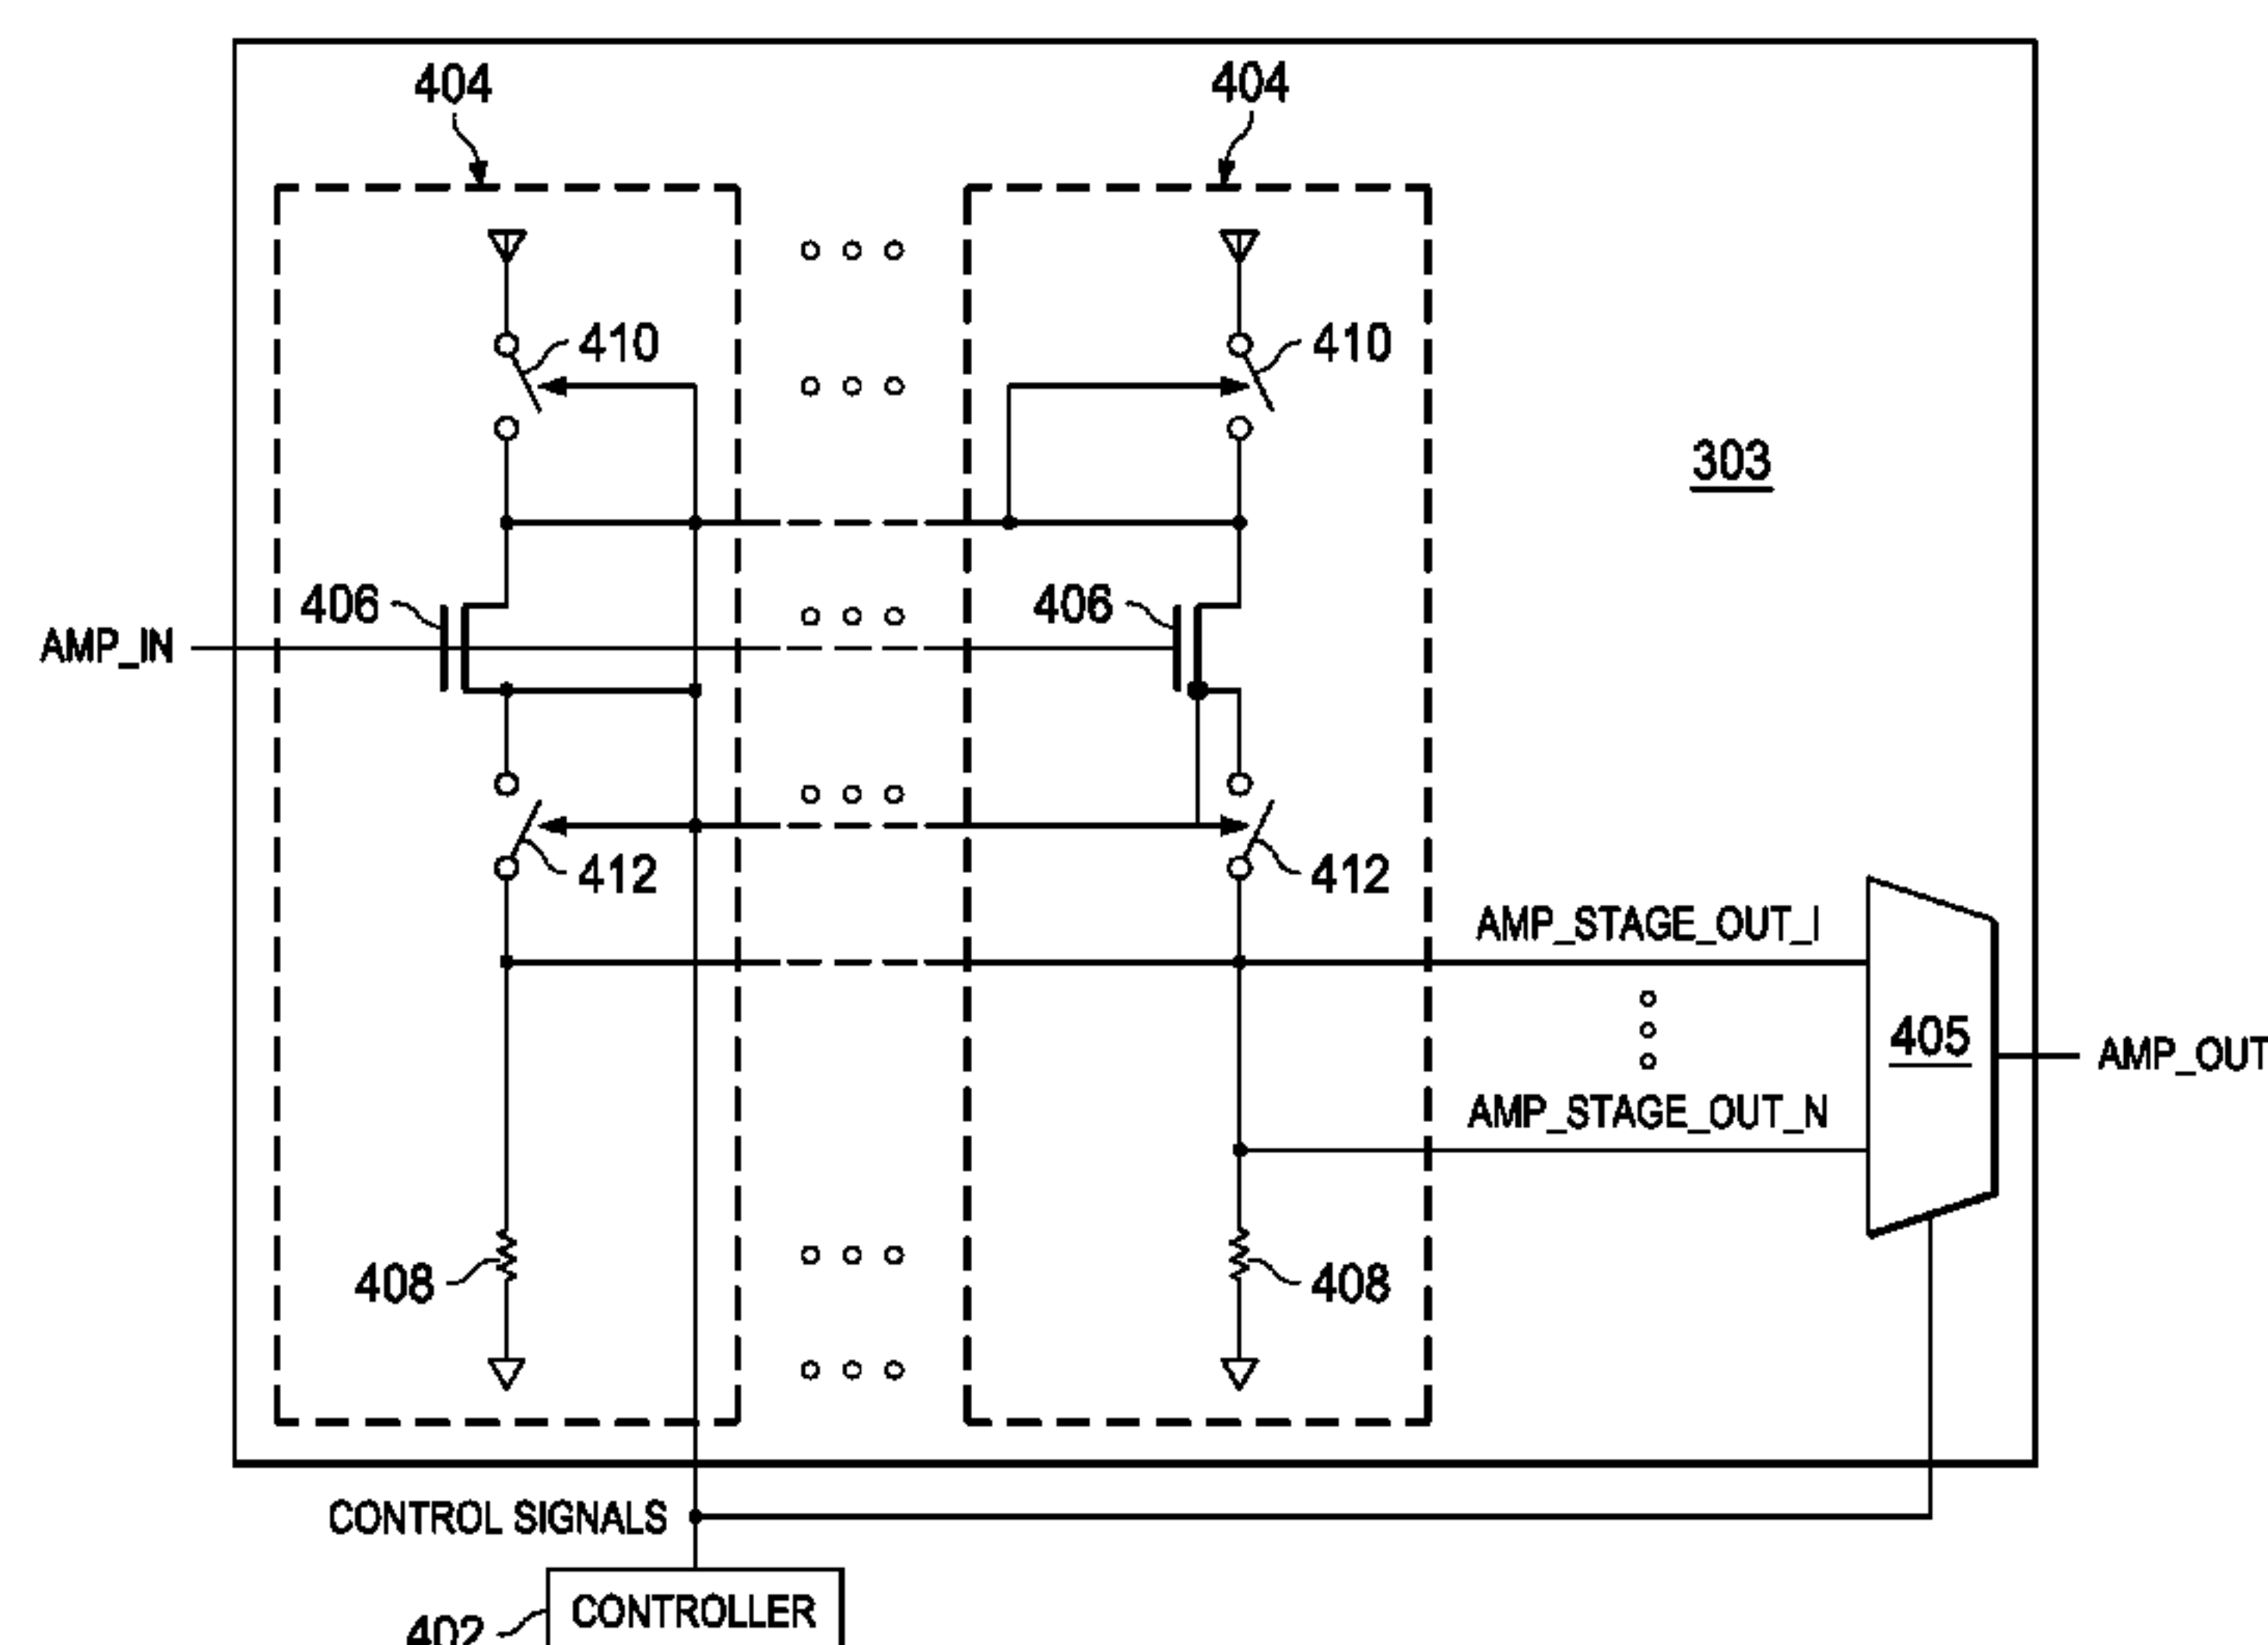 404
404
410
410
303
406
406
AMP_IN
412
412
AMP_STAGE_OUT_I
405
AMP_OUT
AMP_STAGE_OUT_N
408
408
CONTROL SIGNALS
CONTROLLER
402